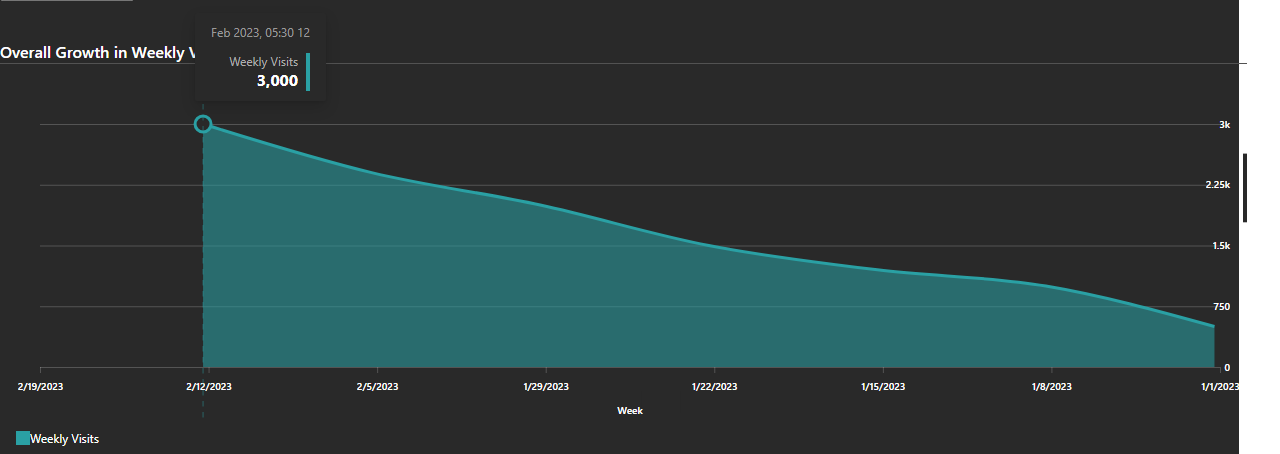 Feb 2023, 05:30 12
Overall Growth in Weekly V
Weekly Visits
3,000
3k
2.25k
1.5k
750
0
2/19/2023 2/12/2023 2/5/2023 1/29/2023 1/22/2023 1/15/2023 1/8/2023 1/1/2023
Week
Weekly Visits